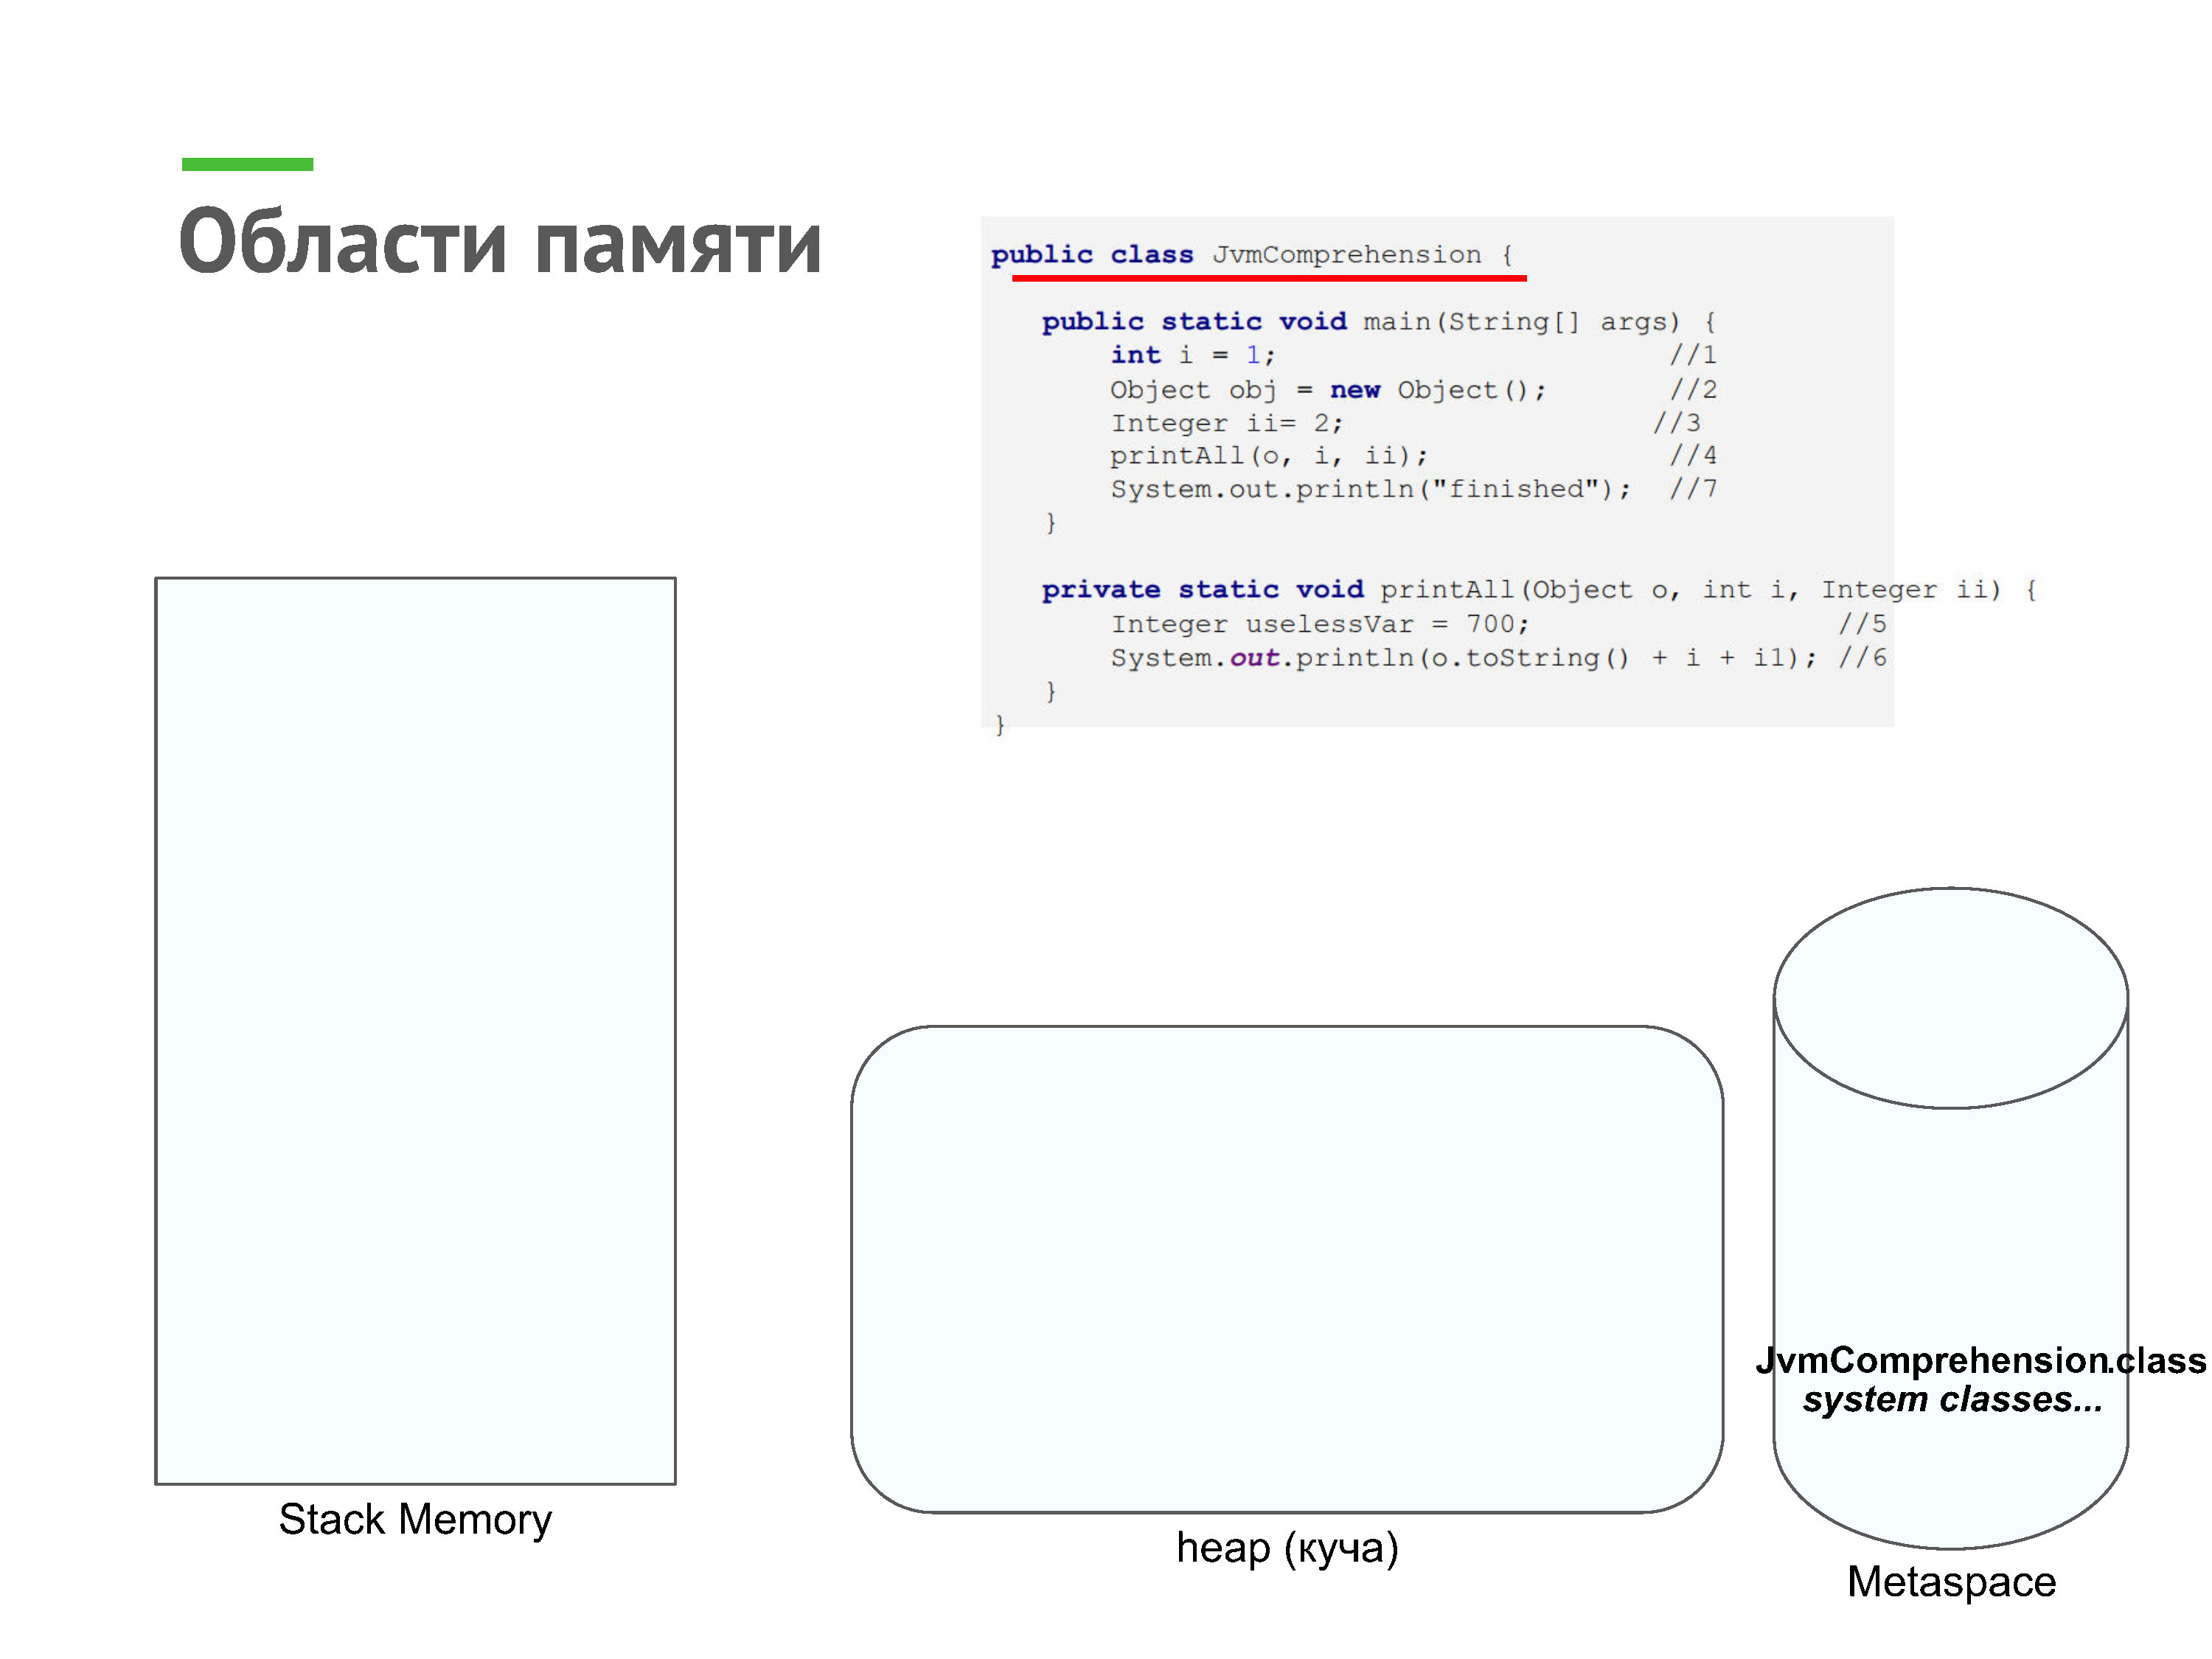 Области памяти
public class JvmComprehension {
public static void main(String[] args) {
int i = 1; //1
Object obj = new Object(); //2
Integer ii= 2; //3
printAll(o, i, ii); //4
System.out.println("finished"); //7
}
private static void printAll(Object o, int i, Integer ii) {
Integer uselessVar = 700; //5
System.out.println(o.toString() + i + i1); //6
}
}
JvmComprehension.class
system classes...
Stack Memory
heap (куча)
Metaspace